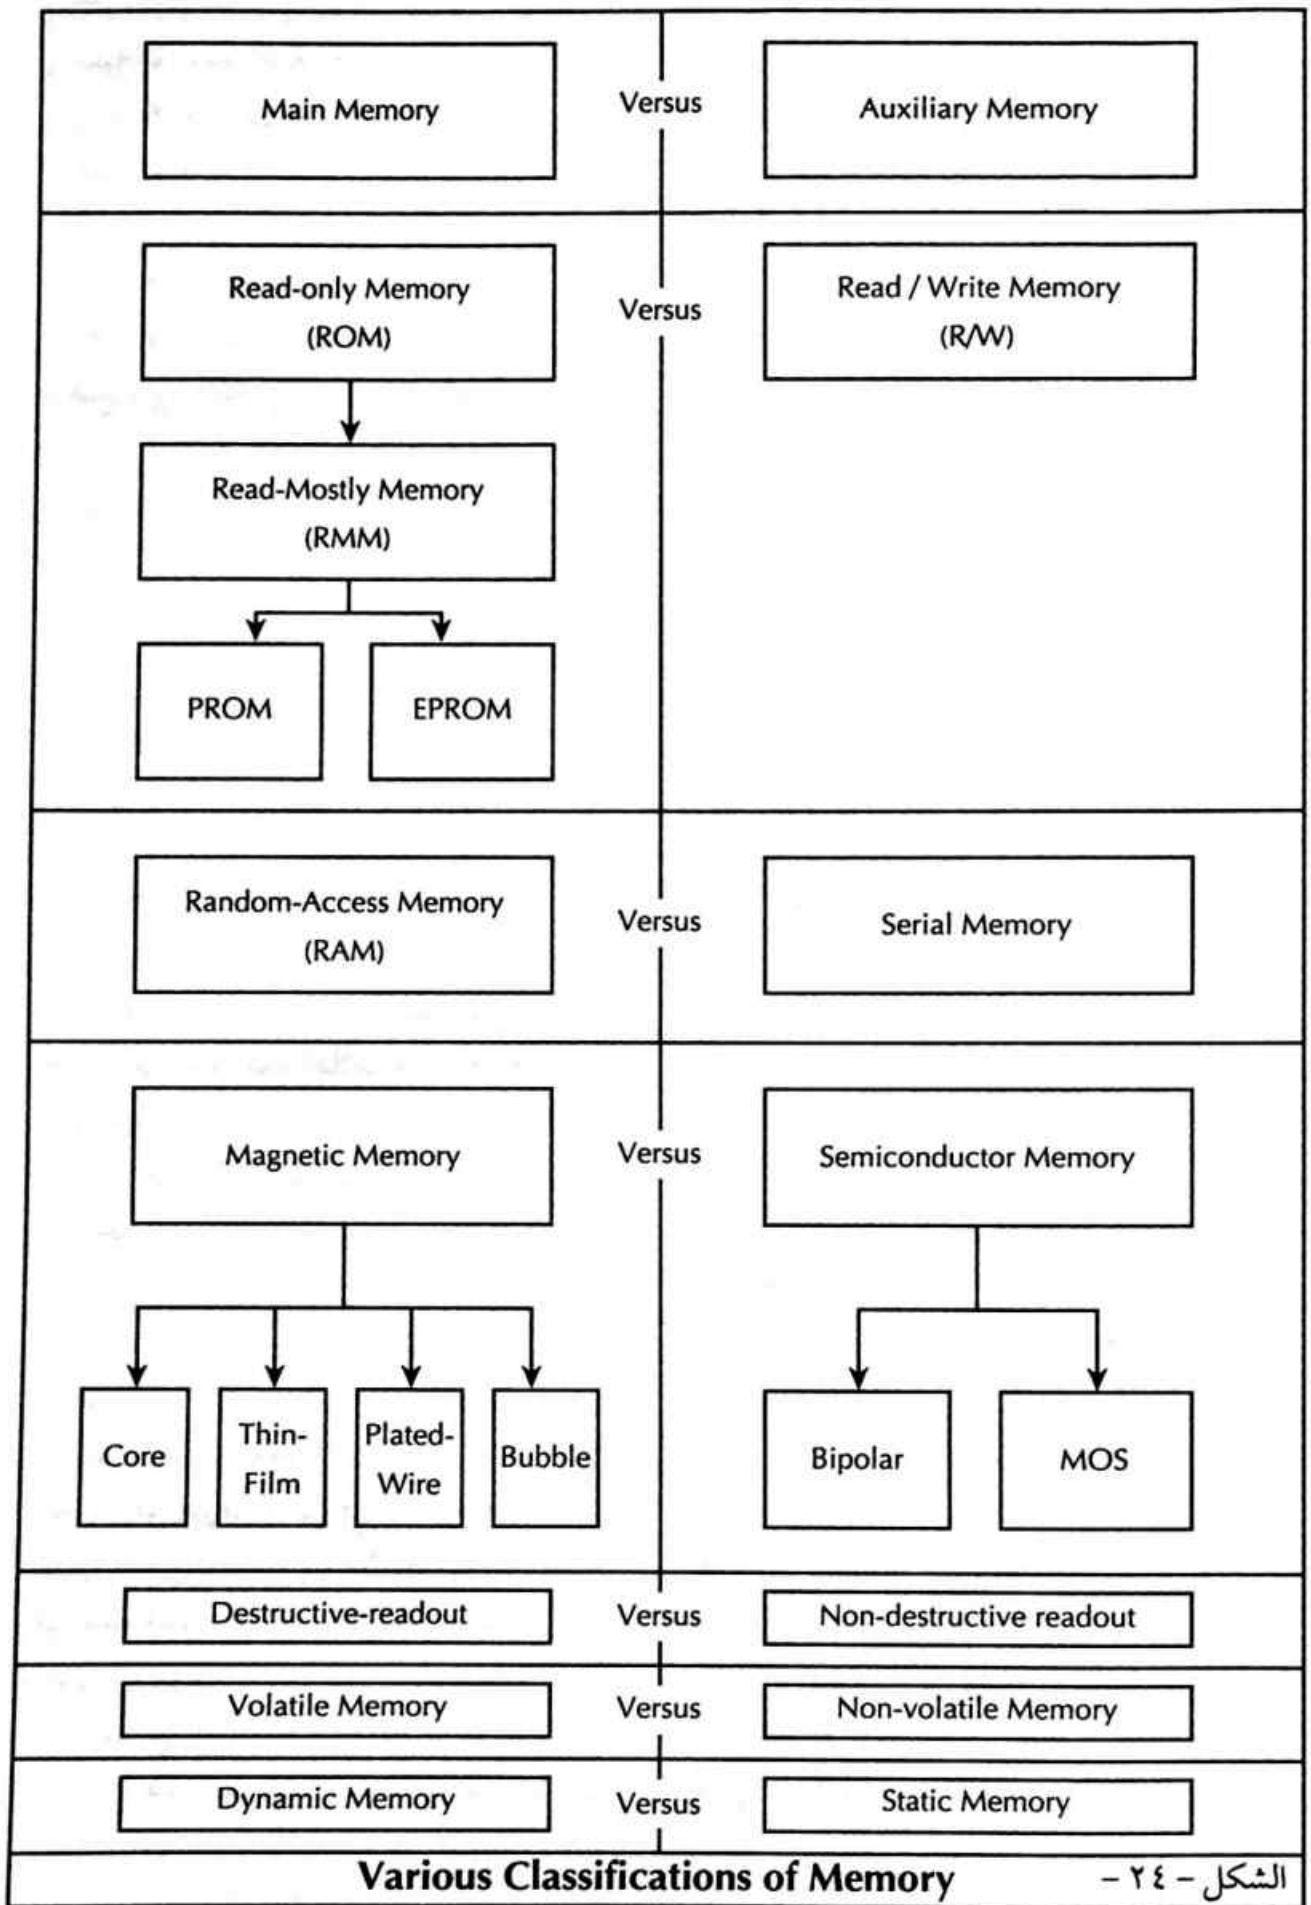 Main Memory
Versus
Auxiliary Memory
Read-only Memory
(ROM)
Versus
Read / Write Memory
(R/W)
Read-Mostly Memory
(RMM)
PROM
EPROM
Random-Access Memory
(RAM)
Versus
Serial Memory
Magnetic Memory
Versus
Semiconductor Memory
Core
Thin-
Film
Plated-
Wire
Bubble
Bipolar
MOS
Destructive-readout
Versus
Non-destructive readout
Volatile Memory
Versus
Non-volatile Memory
Dynamic Memory
Versus
Static Memory
Various Classifications of Memory
الشكل - ٢٤ -